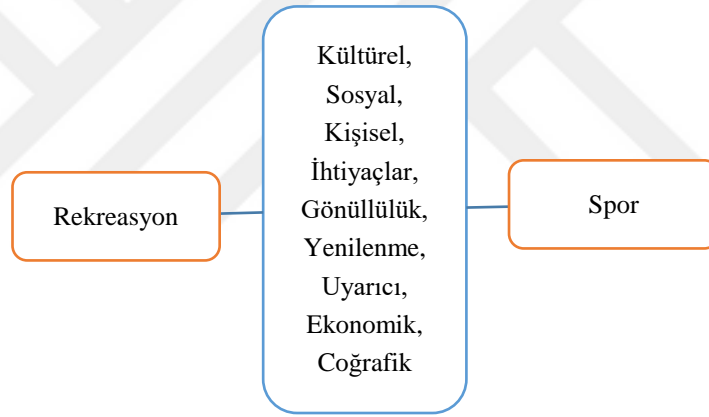 Rekreasyon
Kültürel,
Sosyal,
Kişisel,
İhtiyaçlar,
Gönüllülük,
Yenilenme,
Uyarıcı,
Ekonomik,
Coğrafik
Spor